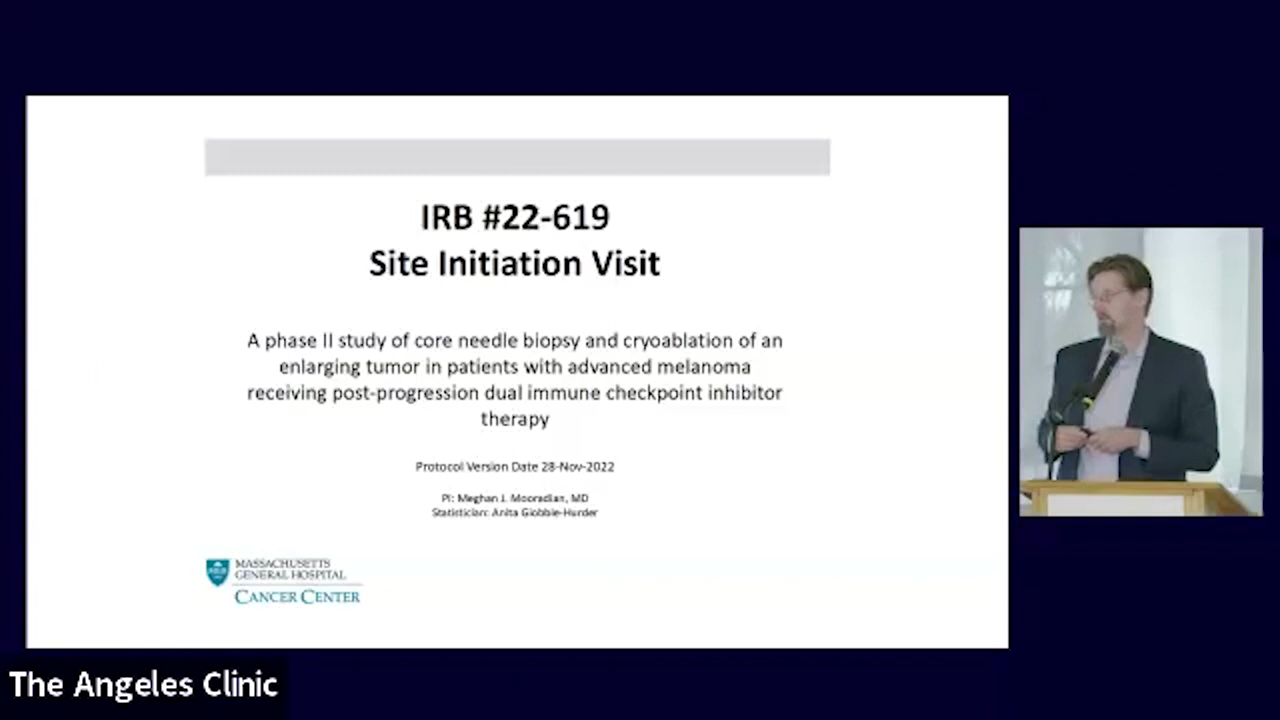 IRB #22-619
Site Initiation Visit
A phase II study of core needle biopsy and cryoablation of an
enlarging tumor in patients with advanced melanoma
receiving post-progression dual immune checkpoint inhibitor
therapy
Protocol Version Date 28-Nov-2022
PI: Meghan J. Mooradian, MD
Statistician: Anita Giobbie-Hurder
MASSACHUSETTS
GENERAL HOSPITAL
CANCER CENTER
The Angeles Clinic